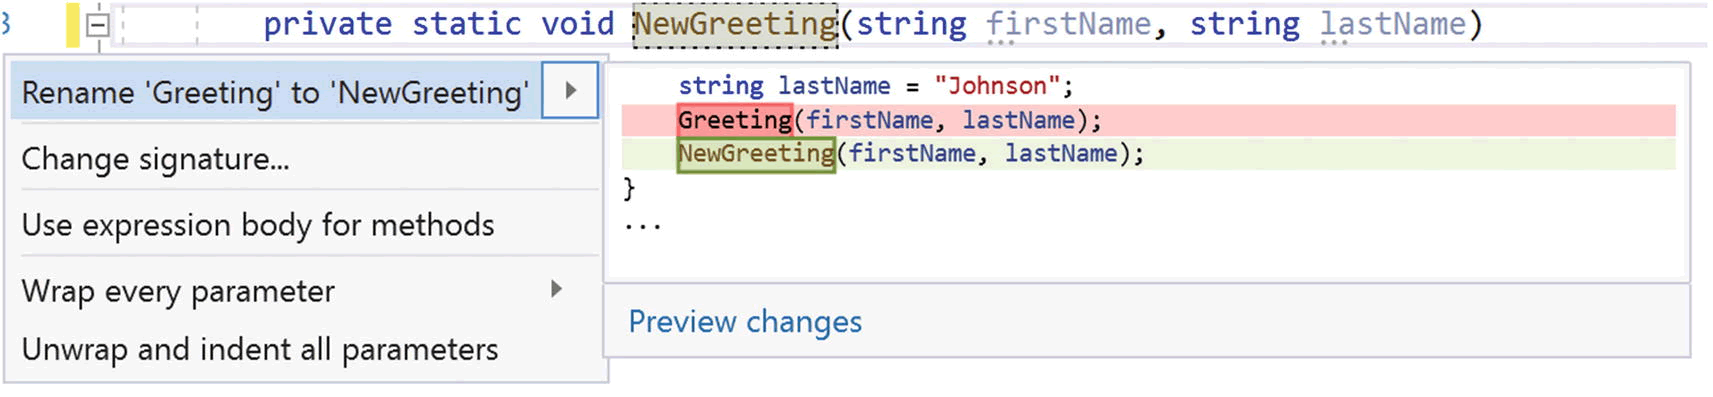 private static void NewGreeting(string firstName, string lastName)
Rename 'Greeting' to 'NewGreeting'
Change signature...
Use expression body for methods
Wrap every parameter
Unwrap and indent all parameters
string lastName = "Johnson";
Greeting(firstName, lastName);
NewGreeting(firstName, lastName);
}
...
Preview changes